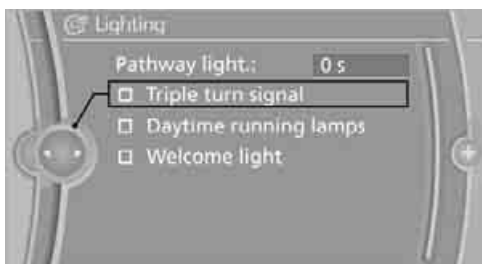 Lighting
Pathway light.: 0 s
Triple turn signal
Daytime running lamps
Welcome light